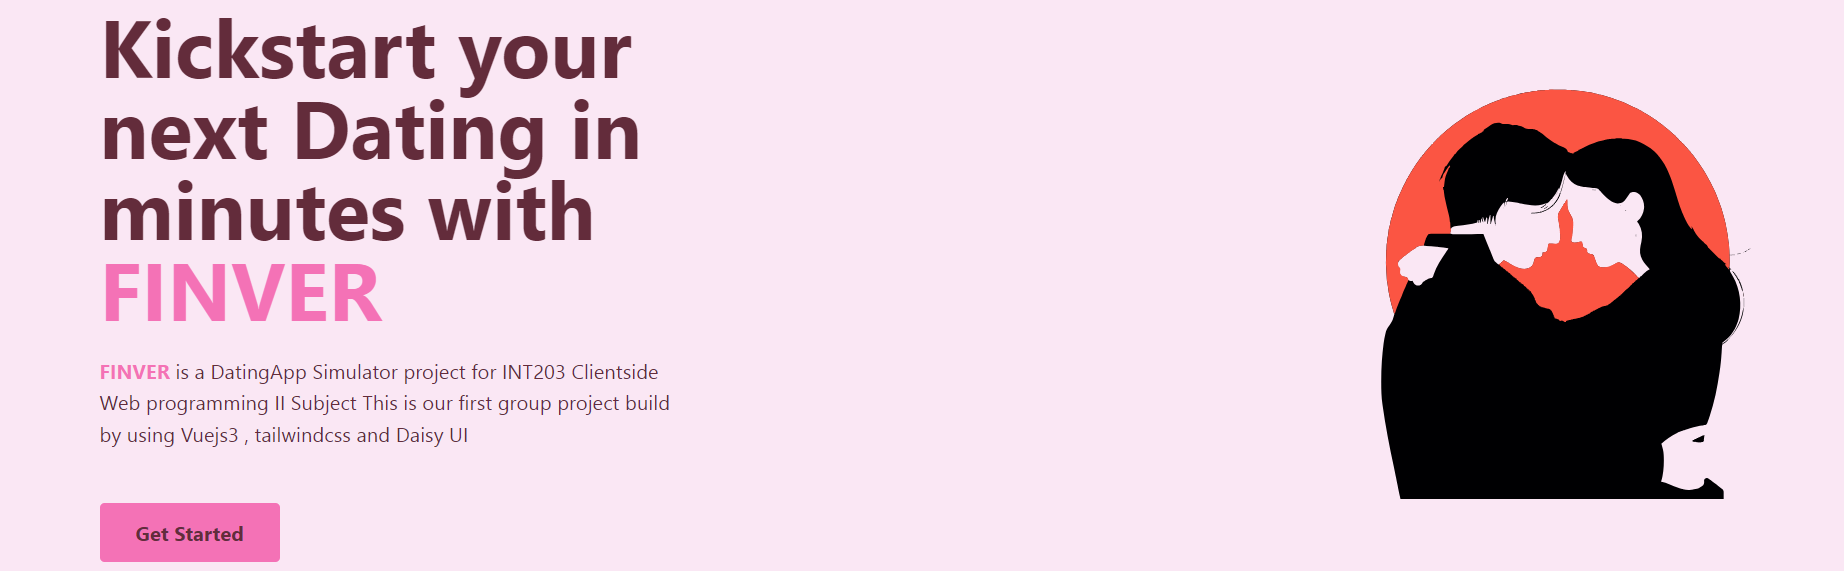 Kickstart your
next Dating in
minutes with
FINVER
FINVER is a DatingApp Simulator project for INT203 Clientside
Web programming II Subject This is our first group project build
by using Vuejs3 , tailwindcss and Daisy UI
Get Started